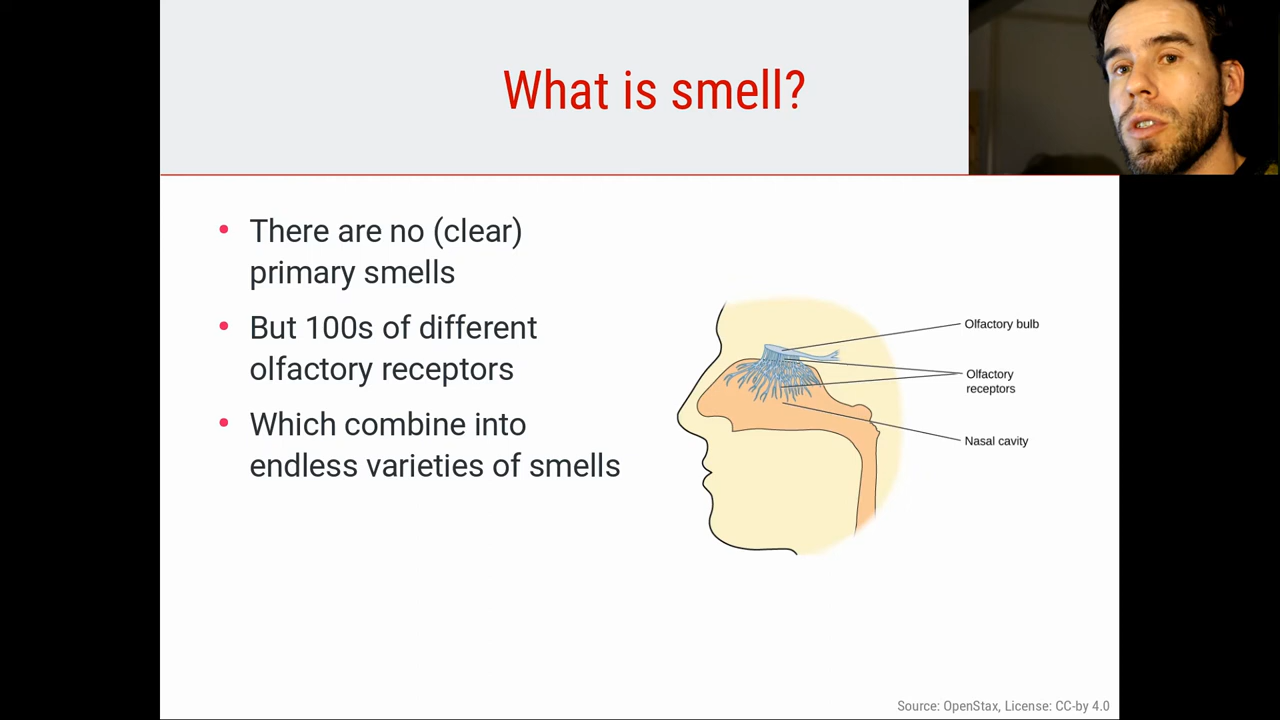 What is smell?
• There are no (clear)
primary smells
• But 100s of different
olfactory receptors
• Which combine into
endless varieties of smells
Olfactory bulb
Olfactory
receptors
Nasal cavity
Source: OpenStax, License: CC-by 4.0